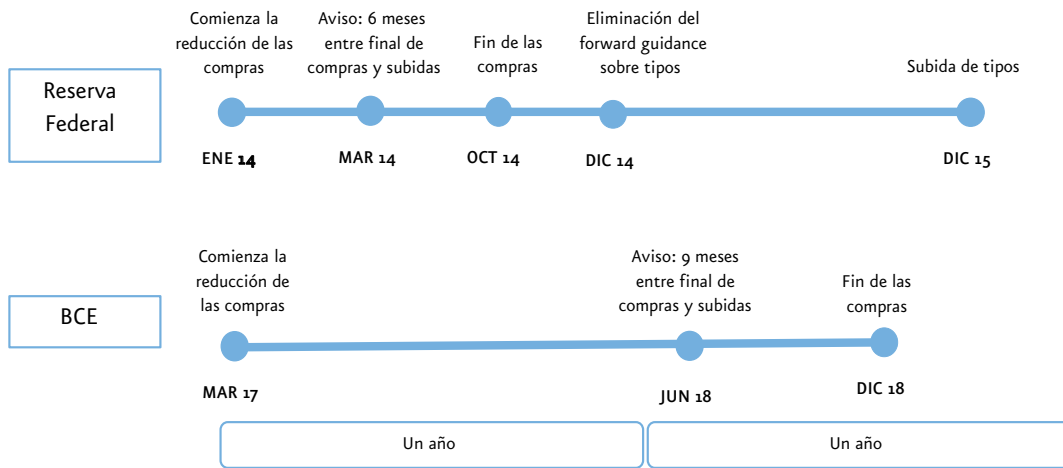 Comienza la
reducción de las
compras
Aviso: 6 meses
entre final de
compras y subidas
Fin de las
compras
Eliminación del
forward guidance
sobre tipos
Subida de tipos
Reserva
Federal
ENE 14
MAR 14
OCT 14
DIC 14
DIC 15
Comienza la
reducción de
las compras
Aviso: 9 meses
entre final de
compras y subidas
Fin de las
compras
BCE
MAR 17
JUN 18
DIC 18
Un año
Un año